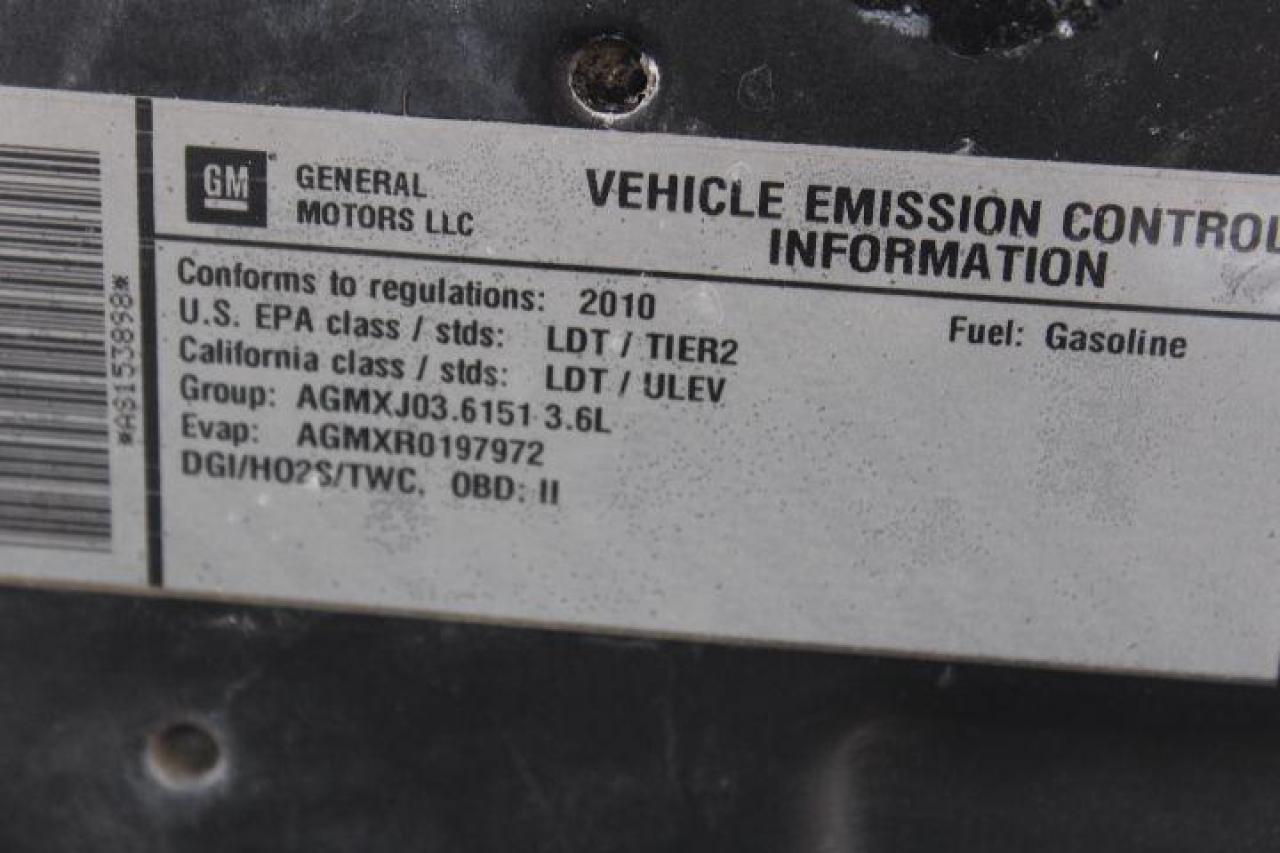 *AS153898*
GM GENERAL
MOTORS LLC
VEHICLE EMISSION CONTROL
INFORMATION
Conforms to regulations: 2010
Fuel: Gasoline
U.S. EPA class / stds: LDT / TIER2
California class / stds: LDT / ULEV
Group: AGMXJ03.6151 3.6L
Evap: AGMXR0197972
DGI/HO2S/TWC, OBD: II